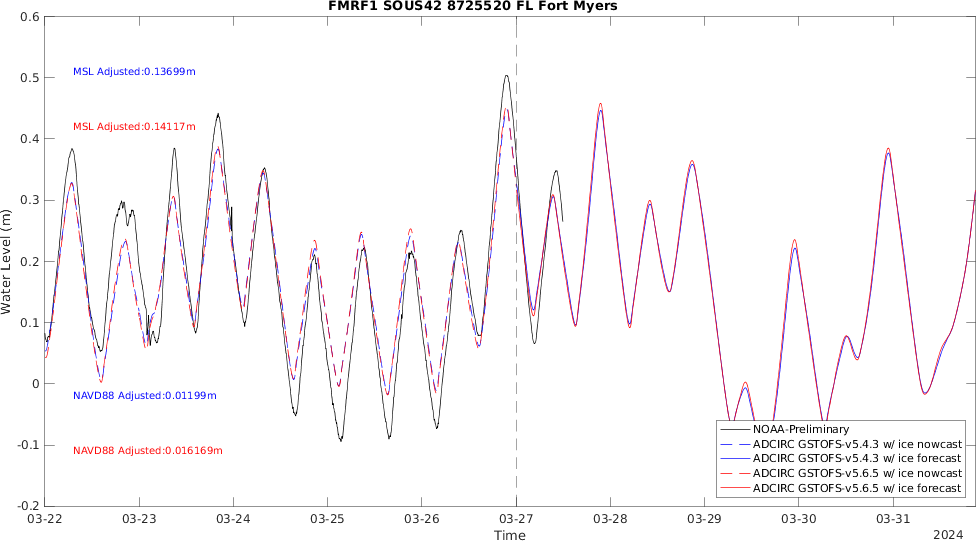 FMRF1 SOUS42 8725520 FL Fort Myers
0.6
0.5
0.4
0.3
0.2
0.1
0
-0.1
-0.2
Water Level (m)
MSL Adjusted:0.13699m
MSL Adjusted:0.14117m
NAVD88 Adjusted:0.01199m
NAVD88 Adjusted:0.016169m
NOAA-Preliminary
ADCIRC GSTOFS-v5.4.3 w/ ice nowcast
ADCIRC GSTOFS-v5.4.3 w/ ice forecast
ADCIRC GSTOFS-v5.6.5 w/ ice nowcast
ADCIRC GSTOFS-v5.6.5 w/ ice forecast
03-22 03-23 03-24 03-25 03-26 03-27 03-28 03-29 03-30 03-31
Time
2024